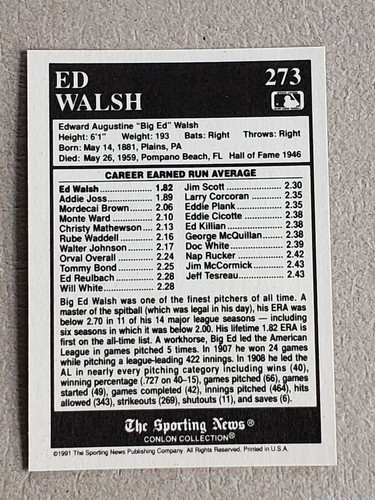 ED
WALSH
273
Edward Augustine "Big Ed" Walsh
Height: 6'1" Weight: 193 Bats: Right Throws: Right
Born: May 14, 1881, Plains, PA
Died: May 26, 1959, Pompano Beach, FL Hall of Fame 1946
CAREER EARNED RUN AVERAGE
Ed Walsh 1.82
Addie Joss 1.89
Mordecai Brown 2.06
Monte Ward 2.10
Christy Mathewson 2.13
Rube Waddell 2.16
Walter Johnson 2.17
Orval Overall 2.24
Tommy Bond 2.25
Ed Reulbach 2.28
Will White 2.28
Jim Scott 2.30
Larry Corcoran 2.35
Eddie Plank 2.35
Eddie Cicotte 2.38
Ed Killian 2.38
George McQuillan 2.38
Doc White 2.39
Nap Rucker 2.42
Jim McCormick 2.43
Jeff Tesreau 2.43
Big Ed Walsh was one of the finest pitchers of all time. A
master of the spitball (which was legal in his day), his ERA was
below 2.70 in 11 of his 14 major league seasons — including
six seasons in which it was below 2.00. His lifetime 1.82 ERA is
first on the all-time list. A workhorse, Big Ed led the American
League in games pitched 5 times. In 1907 he won 24 games
while pitching a league-leading 422 innings. In 1908 he led the
AL in nearly every pitching category including wins (40),
winning percentage (.727 on 40–15), games pitched (66), games
started (49), games completed (42), innings pitched (464), hits
allowed (343), strikeouts (269), shutouts (11), and saves (6).
The Sporting News®
CONLON COLLECTION®
©1991 The Sporting News Publishing Company. All Rights Reserved. Printed in U.S.A.